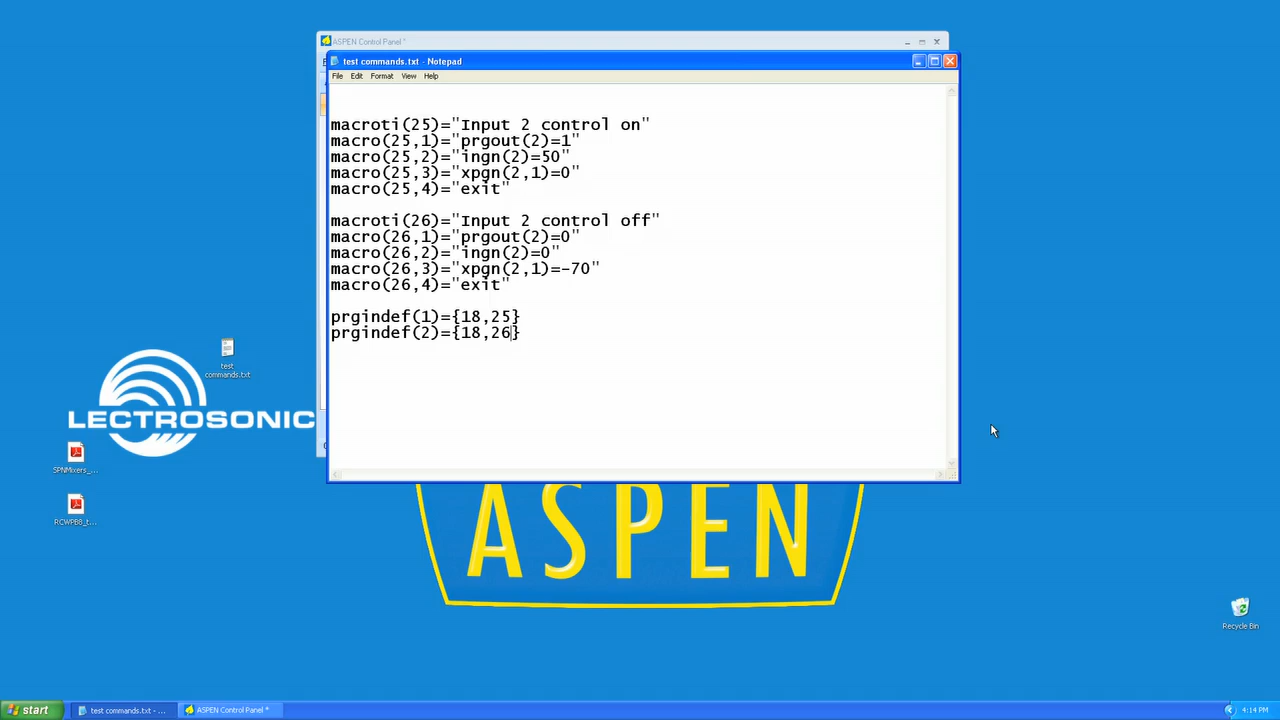 ASPEN Control Panel *
test commands.txt - Notepad
File Edit Format View Help
macroti(25)="Input 2 control on"
macro(25,1)="prgout(2)=1"
macro(25,2)="ingn(2)=50"
macro(25,3)="xpgn(2,1)=0"
macro(25,4)="exit"
macroti(26)="Input 2 control off"
macro(26,1)="prgout(2)=0"
macro(26,2)="ingn(2)=0"
macro(26,3)="xpgn(2,1)=-70"
macro(26,4)="exit"
prgindef(1)={18,25}
prgindef(2)={18,26}
test
commands.txt
LECTROSONIC
SPNMixers_...
RCWPB8_t...
ASPEN
Recycle Bin
start
test commands.txt - ...
ASPEN Control Panel *
4:14 PM